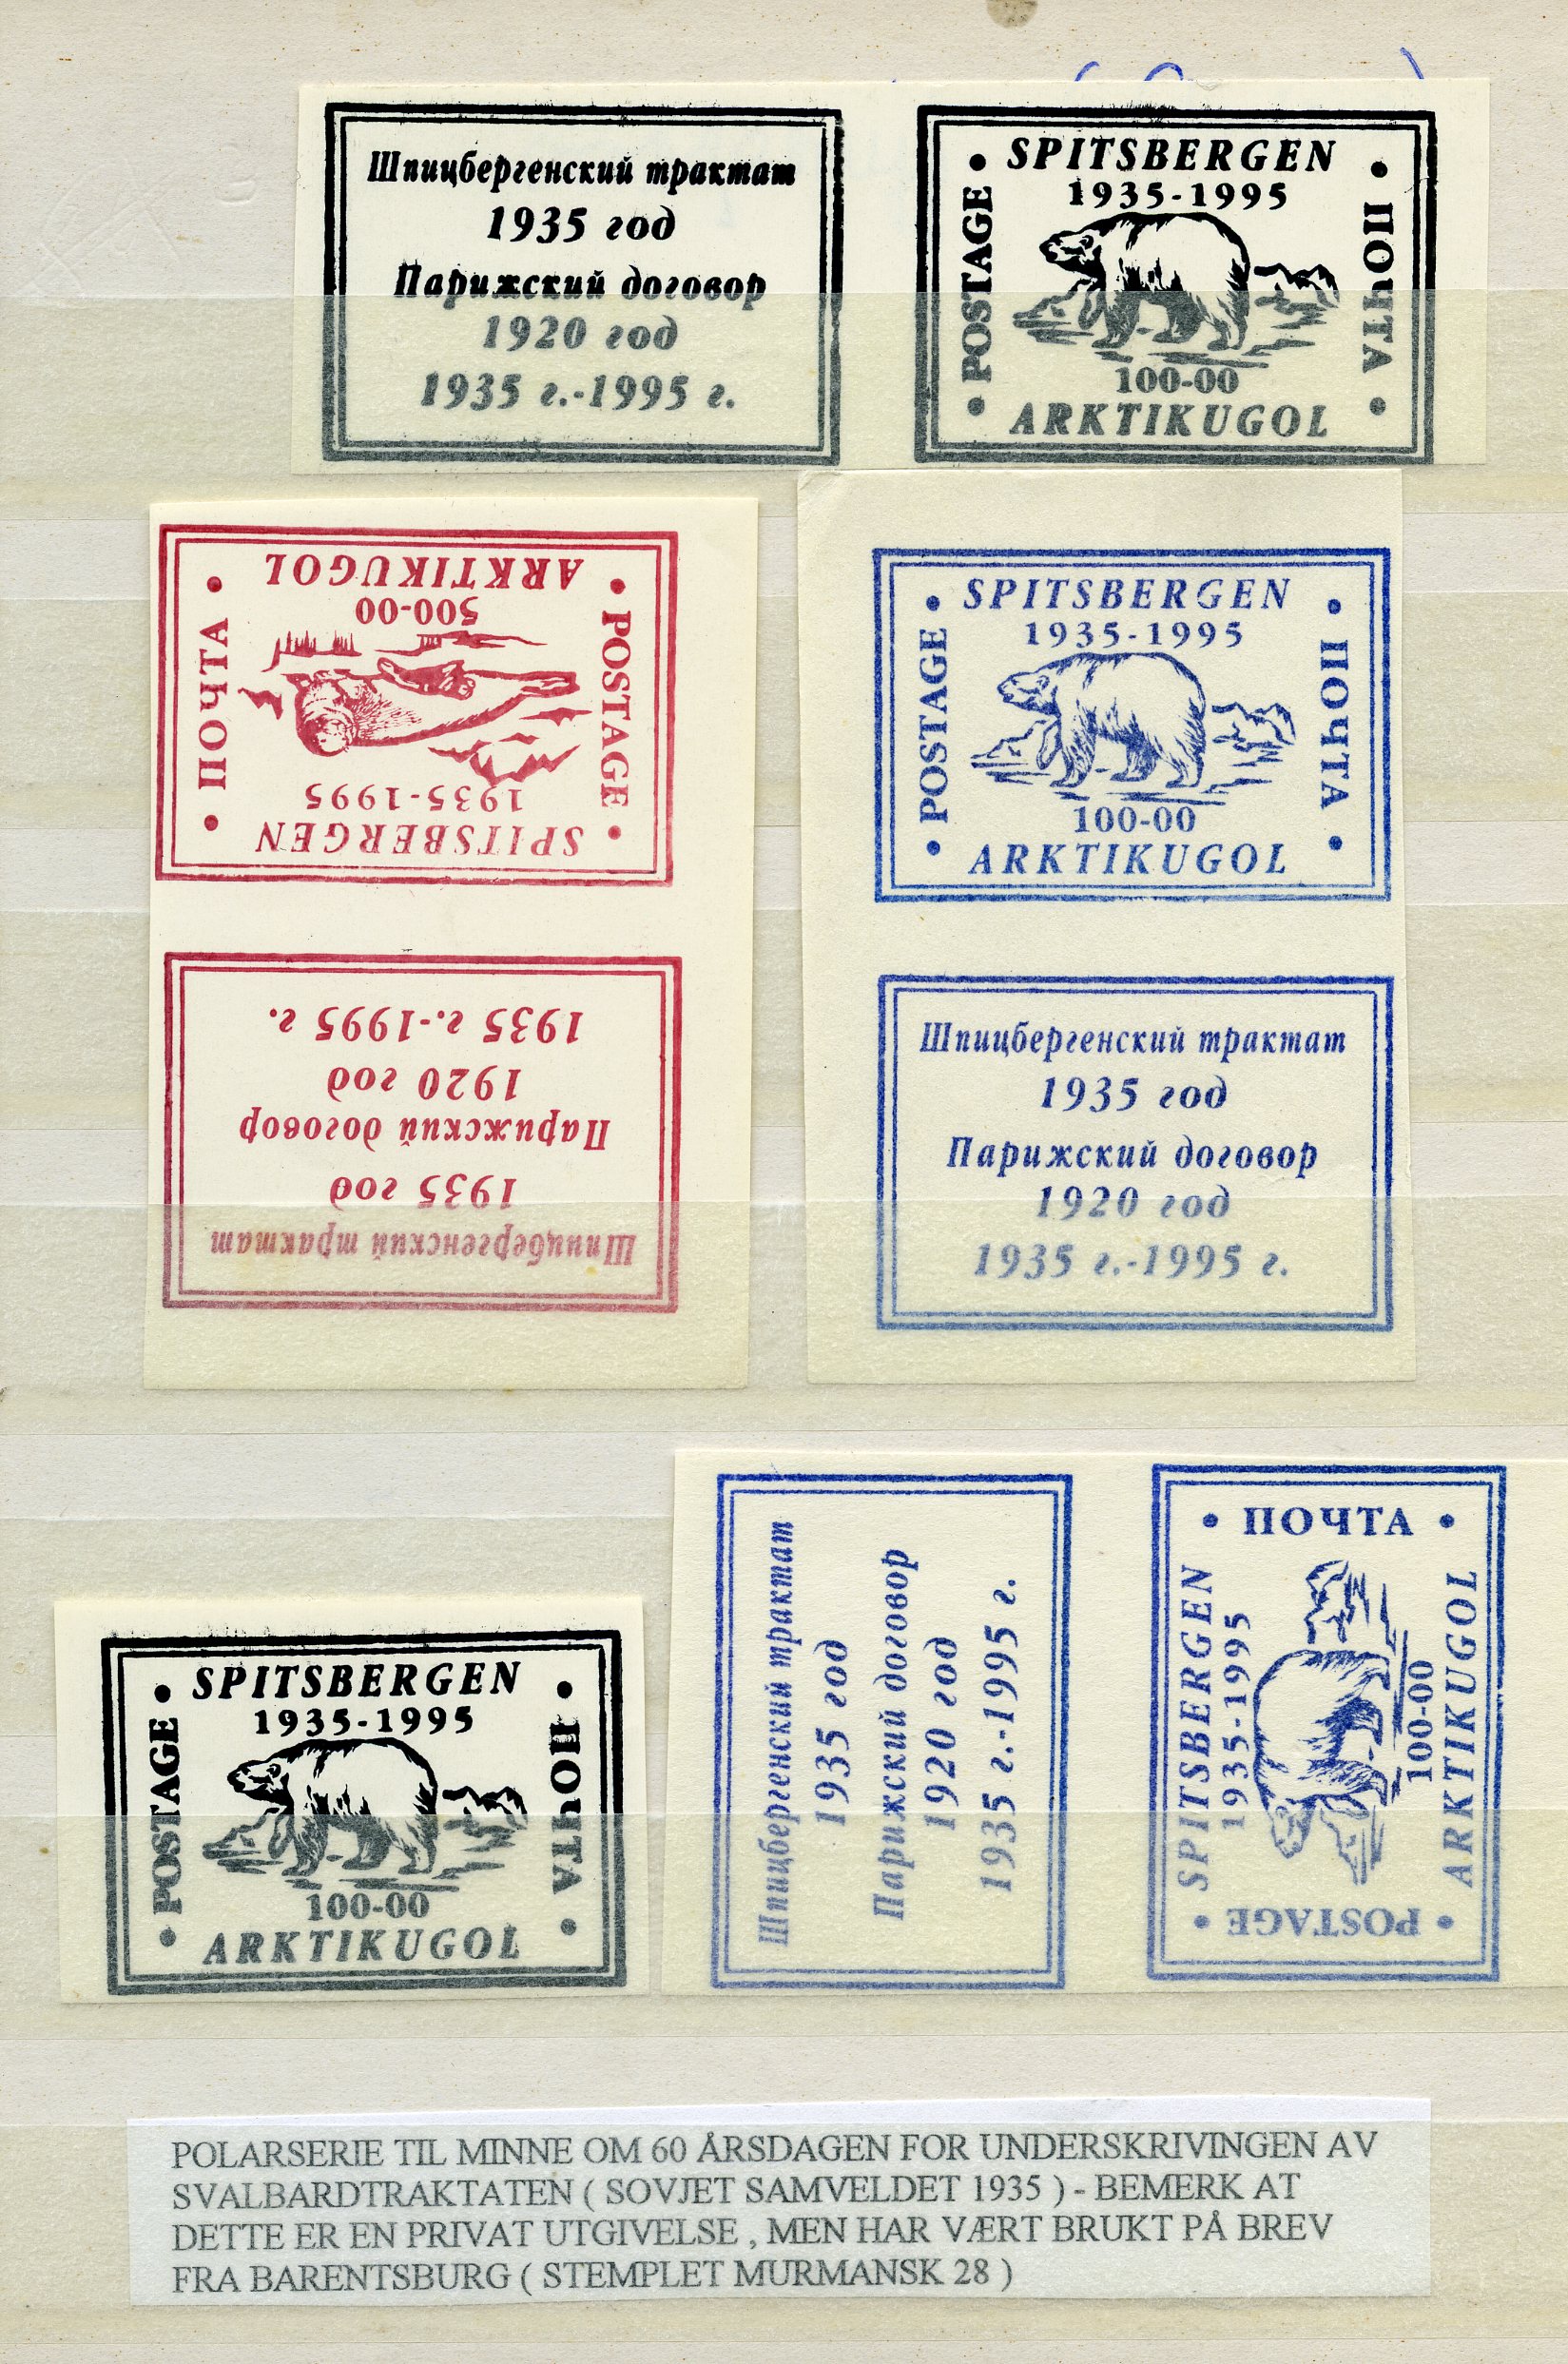 Шпицбергенский трактат
1935 год
Парижский договор
1920 год
1935 г.-1995 г.
SPITSBERGEN
1935-1995
POSTAGE
ПОЧТА
100-00
ARKTIKUGOL
SPITSBERGEN
1935-1995
POSTAGE
ПОЧТА
500-00
ARKTIKUGOL
Шпицбергенский трактат
1935 год
Парижский договор
1920 год
1935 г.-1995 г.
SPITSBERGEN
1935-1995
POSTAGE
ПОЧТА
100-00
ARKTIKUGOL
Шпицбергенский трактат
1935 год
Парижский договор
1920 год
1935 г.-1995 г.
SPITSBERGEN
1935-1995
POSTAGE
ПОЧТА
100-00
ARKTIKUGOL
Шпицбергенский трактат
1935 год
Парижский договор
1920 год
1935 г.-1995 г.
ПОЧТА
SPITSBERGEN
1935-1995
100-00
ARKTIKUGOL
POSTAGE
POLARSERIE TIL MINNE OM 60 ÅRSDAGEN FOR UNDERSKRIVINGEN AV
SVALBARDTRAKTATEN ( SOVJET SAMVELDET 1935 ) - BEMERK AT
DETTE ER EN PRIVAT UTGIVELSE , MEN HAR VÆRT BRUKT PÅ BREV
FRA BARENTSBURG ( STEMPLET MURMANSK 28 )